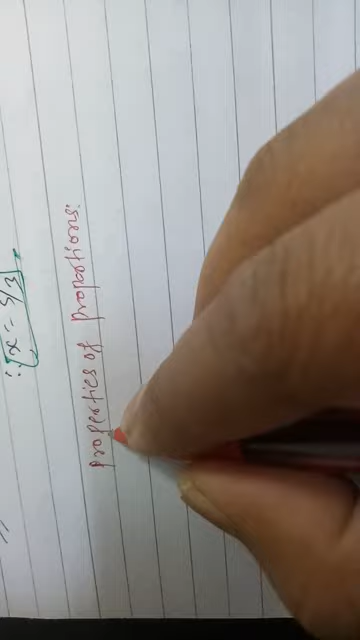 ∴ x = 5/3
properties of proportions: